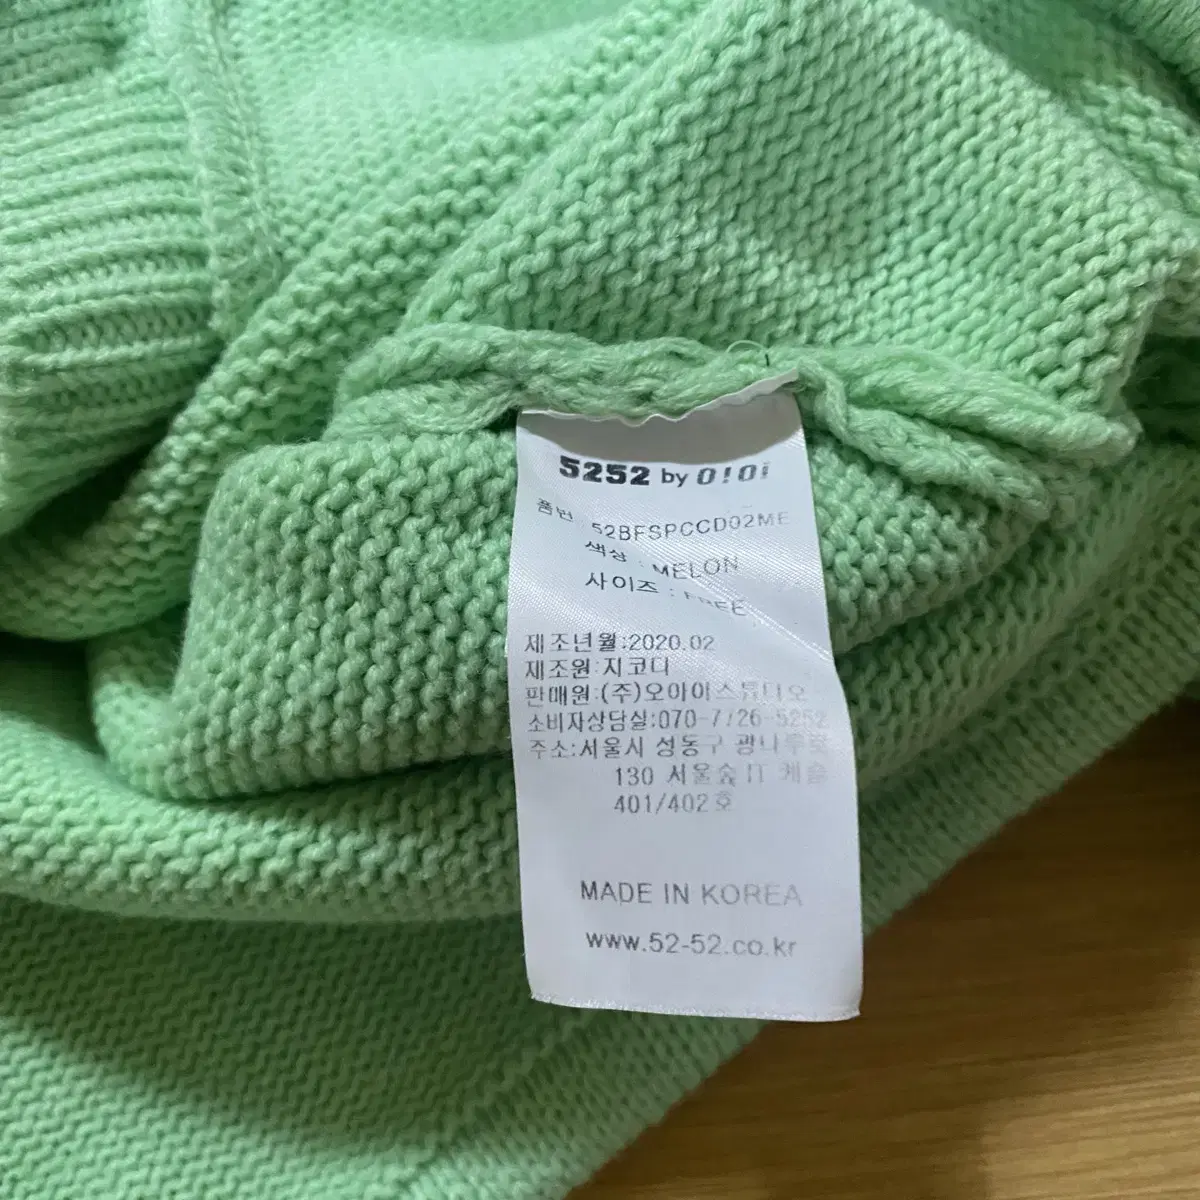 5252 by O!Oi
품번 : 52BFSPCCD02ME
색상 : MELON
사이즈 : FREE
제조년월:2020.02
제조원:지코디
판매원:(주)오아이스튜디오
소비자상담실:070-7726-5252
주소:서울시 성동구 광나루로
130 서울숲 IT 캐슬
401/402호
MADE IN KOREA
www.52-52.co.kr